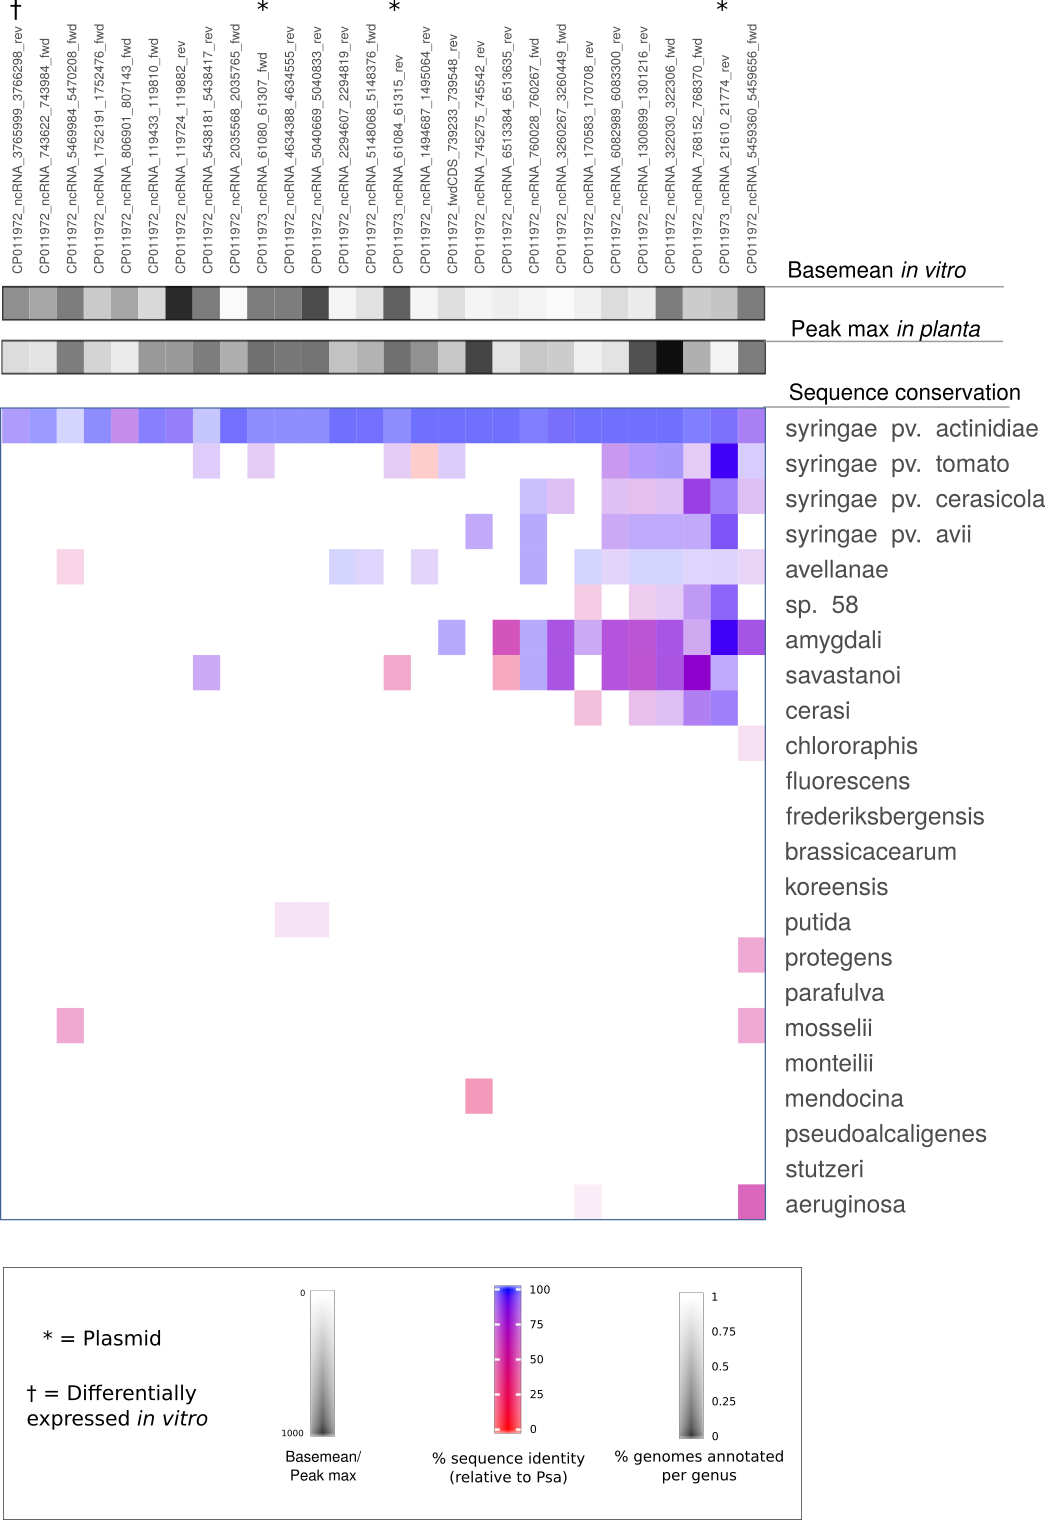 † * * *
CP011972_ncRNA_3765999_3766298_rev
CP011972_ncRNA_743622_743984_fwd
CP011972_ncRNA_5469984_5470208_fwd
CP011972_ncRNA_1752191_1752476_fwd
CP011972_ncRNA_806901_807143_fwd
CP011972_ncRNA_119433_119810_fwd
CP011972_ncRNA_119724_119882_rev
CP011972_ncRNA_5438181_5438417_rev
CP011972_ncRNA_2035568_2035765_fwd
CP011973_ncRNA_61080_61307_fwd
CP011972_ncRNA_4634388_4634555_rev
CP011972_ncRNA_5040669_5040833_rev
CP011972_ncRNA_2294607_2294819_rev
CP011972_ncRNA_5148068_5148376_fwd
CP011973_ncRNA_61084_61315_rev
CP011972_ncRNA_1494687_1495064_rev
CP011972_fwdCDS_739233_739548_rev
CP011972_ncRNA_745275_745542_rev
CP011972_ncRNA_6513384_6513635_rev
CP011972_ncRNA_760028_760267_fwd
CP011972_ncRNA_3260267_3260449_fwd
CP011972_ncRNA_170583_170708_rev
CP011972_ncRNA_6082989_6083300_rev
CP011972_ncRNA_1300899_1301216_rev
CP011972_ncRNA_322030_322306_fwd
CP011972_ncRNA_768152_768370_fwd
CP011973_ncRNA_21610_21774_rev
CP011972_ncRNA_5459360_5459656_fwd
Basemean in vitro
Peak max in planta
Sequence conservation
syringae pv. actinidiae
syringae pv. tomato
syringae pv. cerasicola
syringae pv. avii
avellanae
sp. 58
amygdali
savastanoi
cerasi
chlororaphis
fluorescens
frederiksbergensis
brassicacearum
koreensis
putida
protegens
parafulva
mosselii
monteilii
mendocina
pseudoalcaligenes
stutzeri
aeruginosa
* = Plasmid
† = Differentially
expressed in vitro
0
1000
Basemean/
Peak max
100
75
50
25
0
% sequence identity
(relative to Psa)
1
0.75
0.5
0.25
0
% genomes annotated
per genus